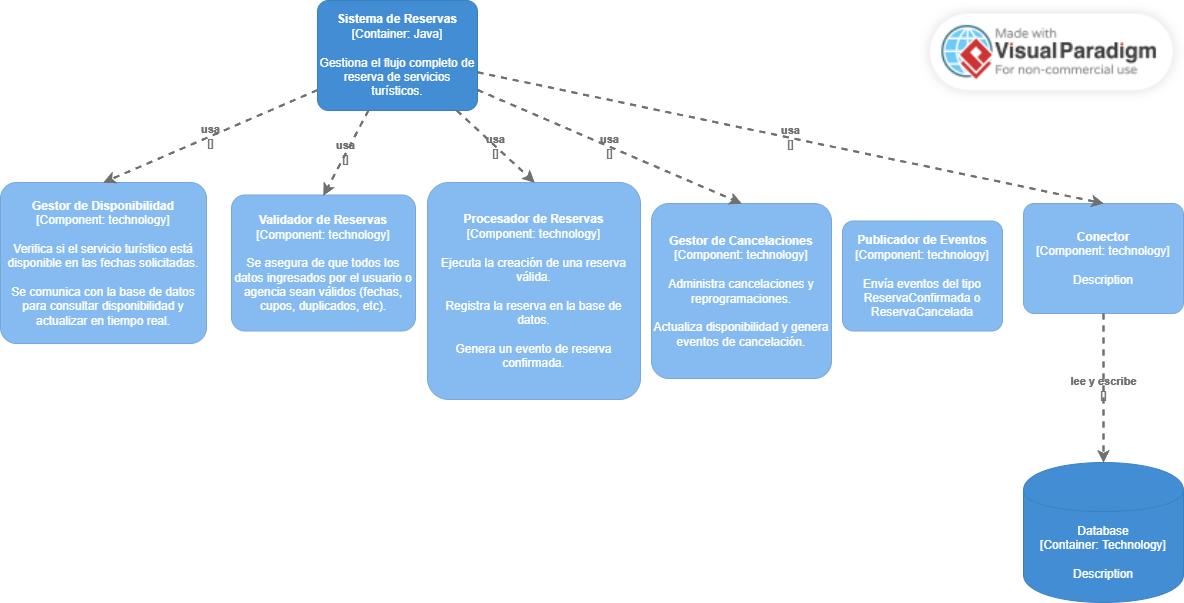 Sistema de Reservas
[Container: Java]
Gestiona el flujo completo de
reserva de servicios
turísticos.
Made with
VisualParadigm
For non-commercial use
usa
[]
usa
[]
usa
[]
usa
[]
usa
[]
Gestor de Disponibilidad
[Component: technology]
Verifica si el servicio turístico está
disponible en las fechas solicitadas.
Se comunica con la base de datos
para consultar disponibilidad y
actualizar en tiempo real.
Validador de Reservas
[Component: technology]
Se asegura de que todos los
datos ingresados por el usuario o
agencia sean válidos (fechas,
cupos, duplicados, etc).
Procesador de Reservas
[Component: technology]
Ejecuta la creación de una reserva
válida.
Registra la reserva en la base de
datos.
Genera un evento de reserva
confirmada.
Gestor de Cancelaciones
[Component: technology]
Administra cancelaciones y
reprogramaciones.
Actualiza disponibilidad y genera
eventos de cancelación.
Publicador de Eventos
[Component: technology]
Envía eventos del tipo
ReservaConfirmada o
ReservaCancelada
Conector
[Component: technology]
Description
lee y escribe
[]
Database
[Container: Technology]
Description